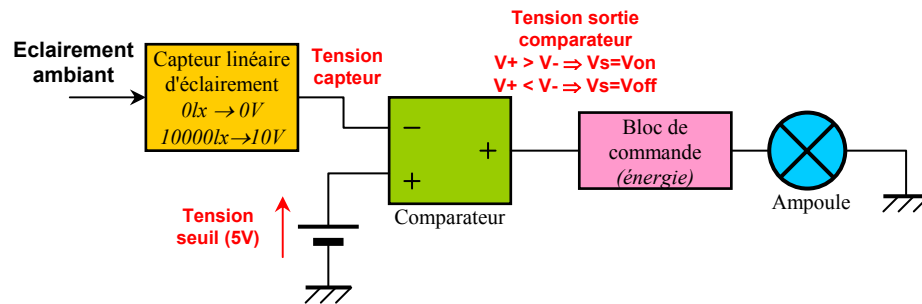 Eclairement
ambiant
Capteur linéaire
d'éclairement
0lx → 0V
10000lx→10V
Tension
capteur
Tension sortie
comparateur
V+ > V- ⇒ Vs=Von
V+ < V- ⇒ Vs=Voff
−
+
+
Comparateur
Tension
seuil (5V)
Bloc de
commande
(énergie)
Ampoule